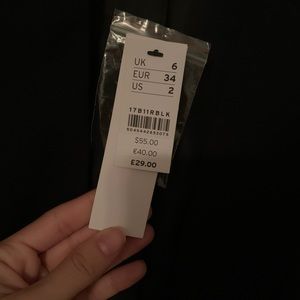 UK 6
EUR 34
US 2
17B11RBLK
$55.00
£40.00
£29.00